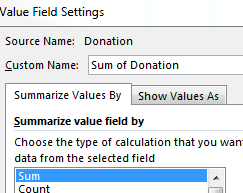 Value Field Settings
Source Name: Donation
Custom Name: Sum of Donation
Summarize Values By Show Values As
Summarize value field by
Choose the type of calculation that you want
data from the selected field
Sum
Count